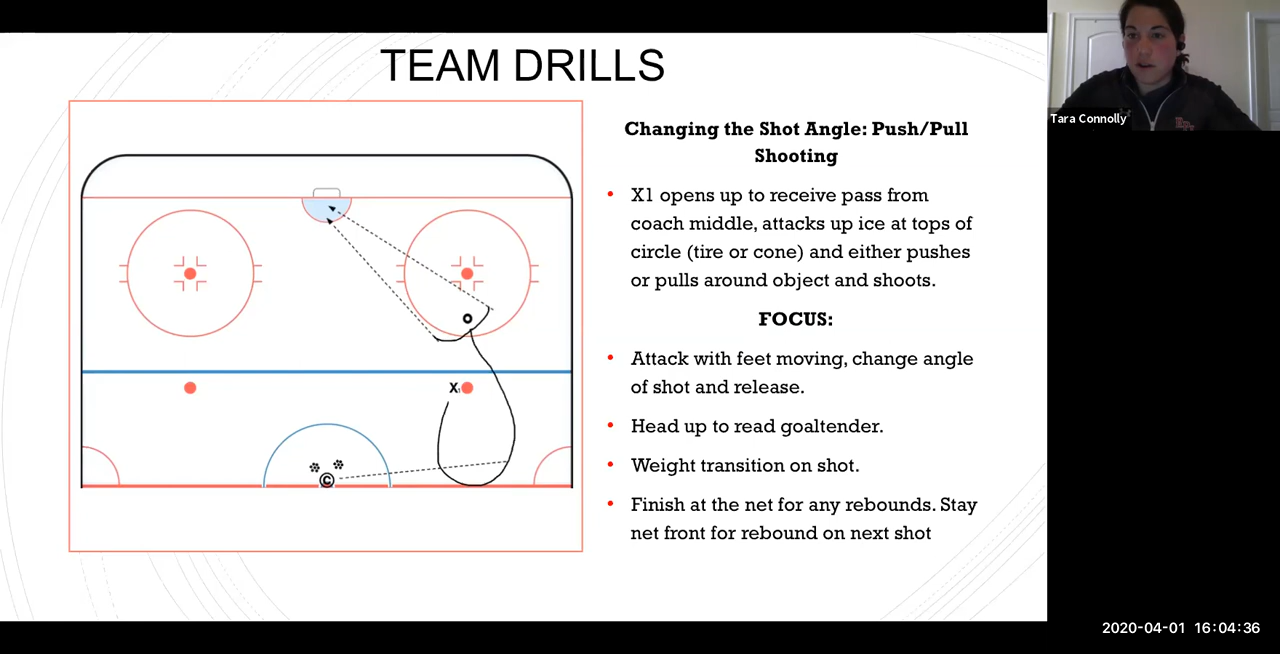 TEAM DRILLS
Changing the Shot Angle: Push/Pull
Shooting
• X1 opens up to receive pass from
coach middle, attacks up ice at tops of
circle (tire or cone) and either pushes
or pulls around object and shoots.
FOCUS:
• Attack with feet moving, change angle
of shot and release.
• Head up to read goaltender.
• Weight transition on shot.
• Finish at the net for any rebounds. Stay
net front for rebound on next shot
X1
C
Tara Connolly
2020-04-01 16:04:36